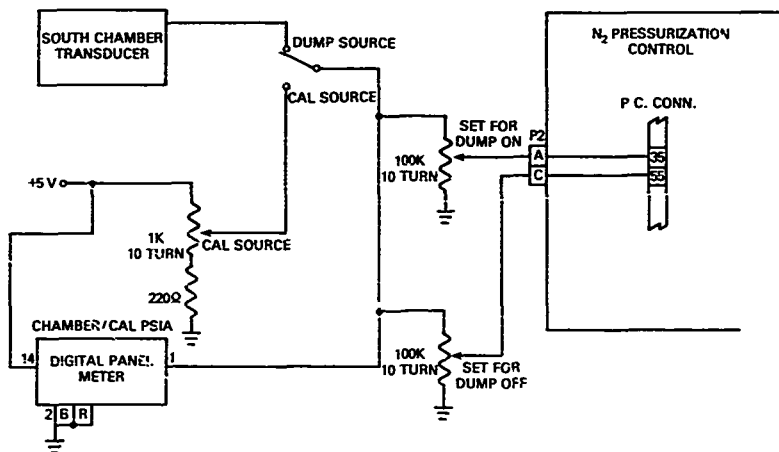 SOUTH CHAMBER
TRANSDUCER
DUMP SOURCE
CAL SOURCE
N2 PRESSURIZATION
CONTROL
P C. CONN.
SET FOR
DUMP ON
P2
A
C
35
55
100K
10 TURN
+5 V
1K
10 TURN
CAL SOURCE
220Ω
CHAMBER/CAL PSIA
14
DIGITAL PANEL
METER
1
2
B
R
100K
10 TURN
SET FOR
DUMP OFF